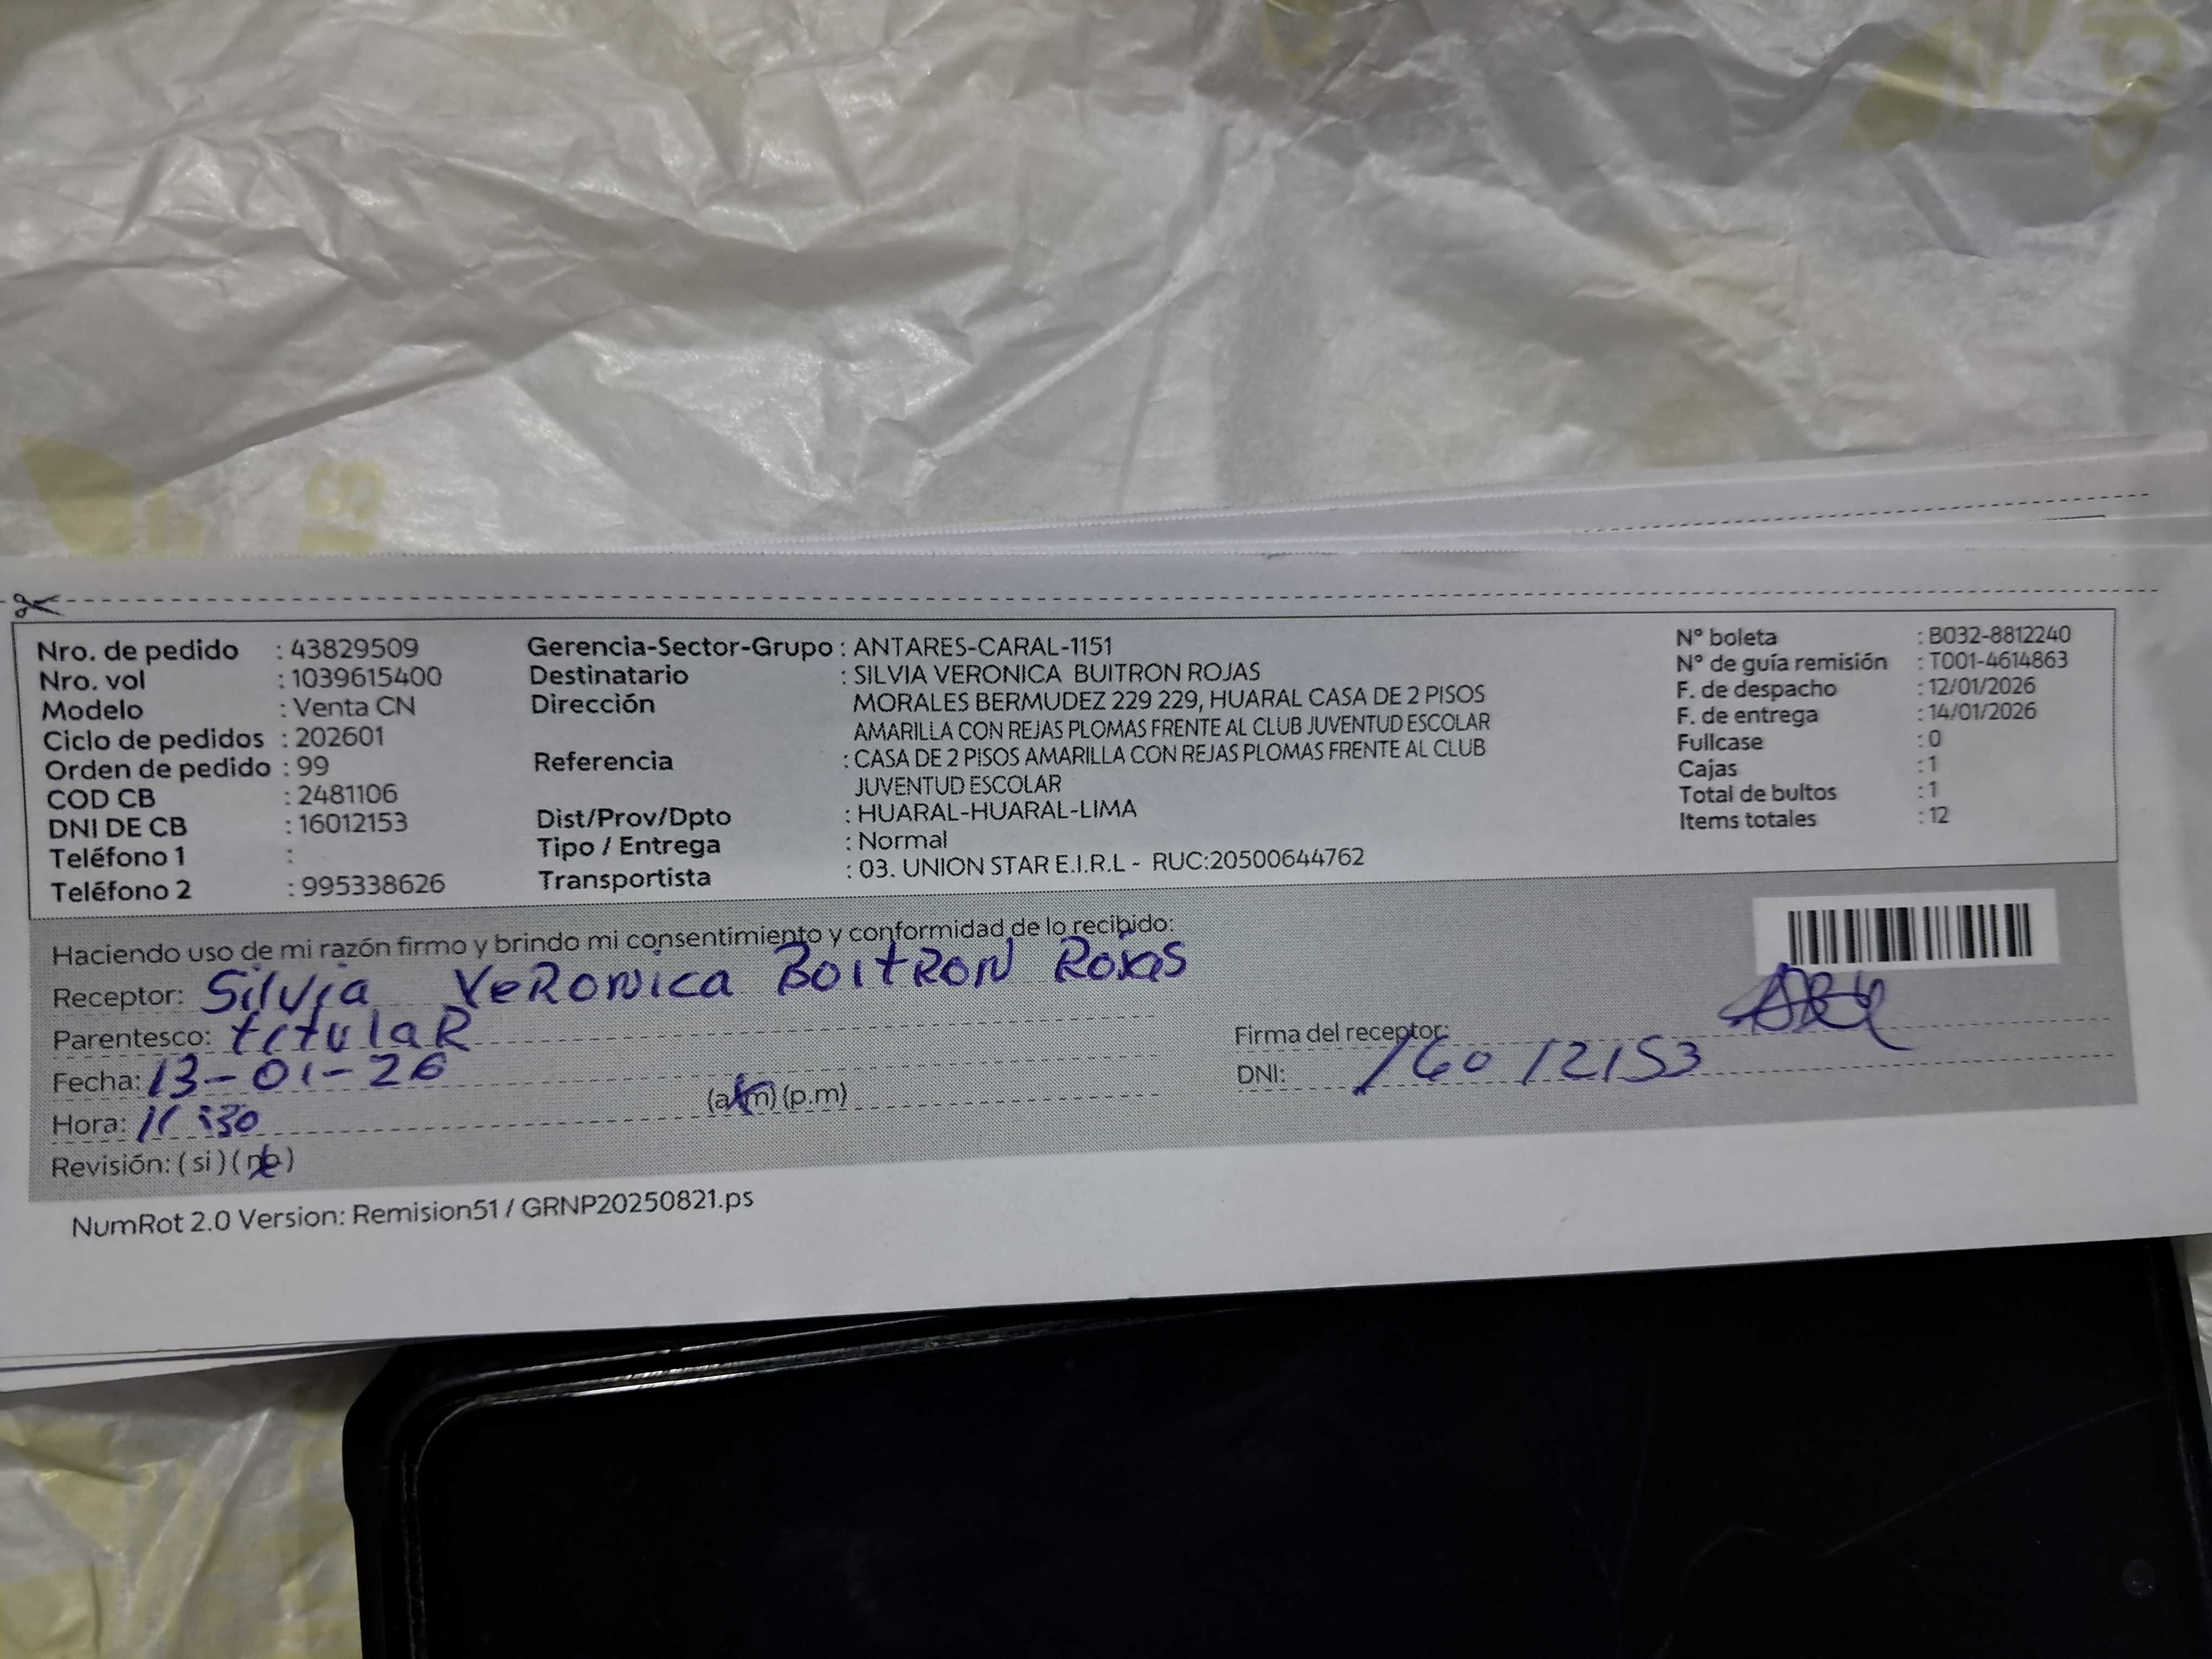 Nro. de pedido : 43829509
Nro. vol : 1039615400
Modelo : Venta CN
Ciclo de pedidos : 202601
Orden de pedido : 99
COD CB : 2481106
DNI DE CB : 16012153
Teléfono 1 :
Teléfono 2 : 995338626
Gerencia-Sector-Grupo : ANTARES-CARAL-1151
Destinatario : SILVIA VERONICA BUITRON ROJAS
Dirección MORALES BERMUDEZ 229 229, HUARAL CASA DE 2 PISOS
AMARILLA CON REJAS PLOMAS FRENTE AL CLUB JUVENTUD ESCOLAR
Referencia : CASA DE 2 PISOS AMARILLA CON REJAS PLOMAS FRENTE AL CLUB
JUVENTUD ESCOLAR
Dist/Prov/Dpto : HUARAL-HUARAL-LIMA
Tipo / Entrega : Normal
Transportista : 03. UNION STAR E.I.R.L - RUC:20500644762
N° boleta : B032-8812240
N° de guía remisión : T001-4614863
F. de despacho : 12/01/2026
F. de entrega : 14/01/2026
Fullcase : 0
Cajas : 1
Total de bultos : 1
Items totales : 12
Haciendo uso de mi razón firmo y brindo mi consentimiento y conformidad de lo recibido:
Receptor: Silvia VeRonica BoitRON Rojas
Parentesco: titulaR
Fecha: 13-01-26
Hora: 11:30 (a.m) (p.m)
Revisión: (si) (no)
Firma del receptor:
DNI: 16012153
NumRot 2.0 Version: Remision51 / GRNP20250821.ps